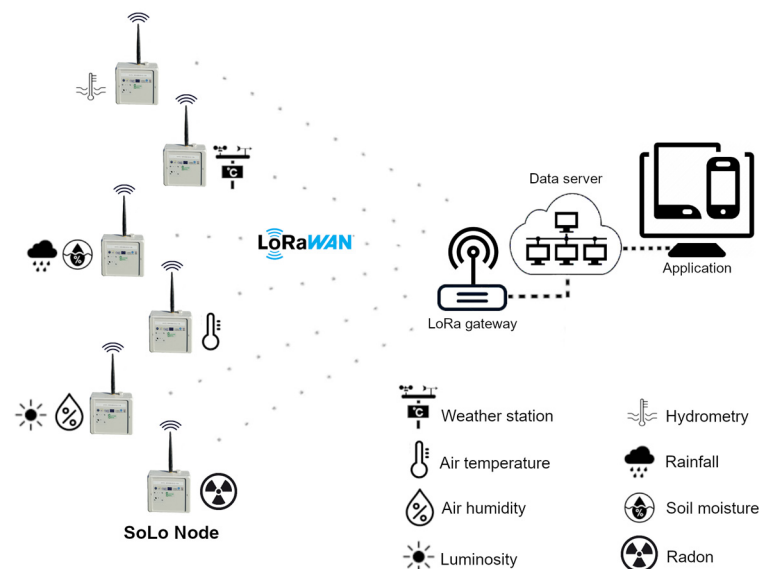 °C
LoRaWAN
Data server
Application
%
LoRa gateway
%
SoLo Node
°C
Weather station
Hydrometry
Air temperature
Rainfall
%
Air humidity
%
Soil moisture
Luminosity
Radon